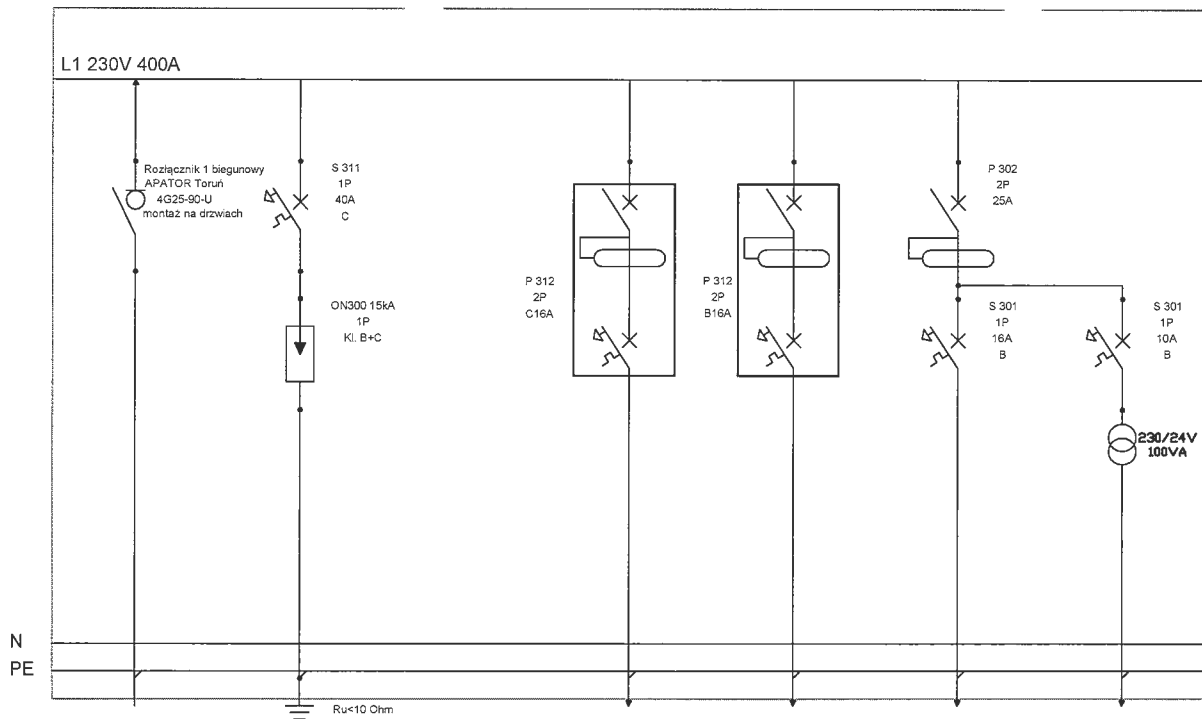 L1 230V 400A
Rozłącznik 1 biegunowy
APATOR Toruń
4G25-90-U
montaż na drzwiach
S 311
1P
40A
C
ON300 15kA
1P
Kl. B+C
P 312
2P
C16A
P 312
2P
B16A
P 302
2P
25A
S 301
1P
16A
B
S 301
1P
10A
B
230/24V
100VA
N
PE
Ru<10 Ohm